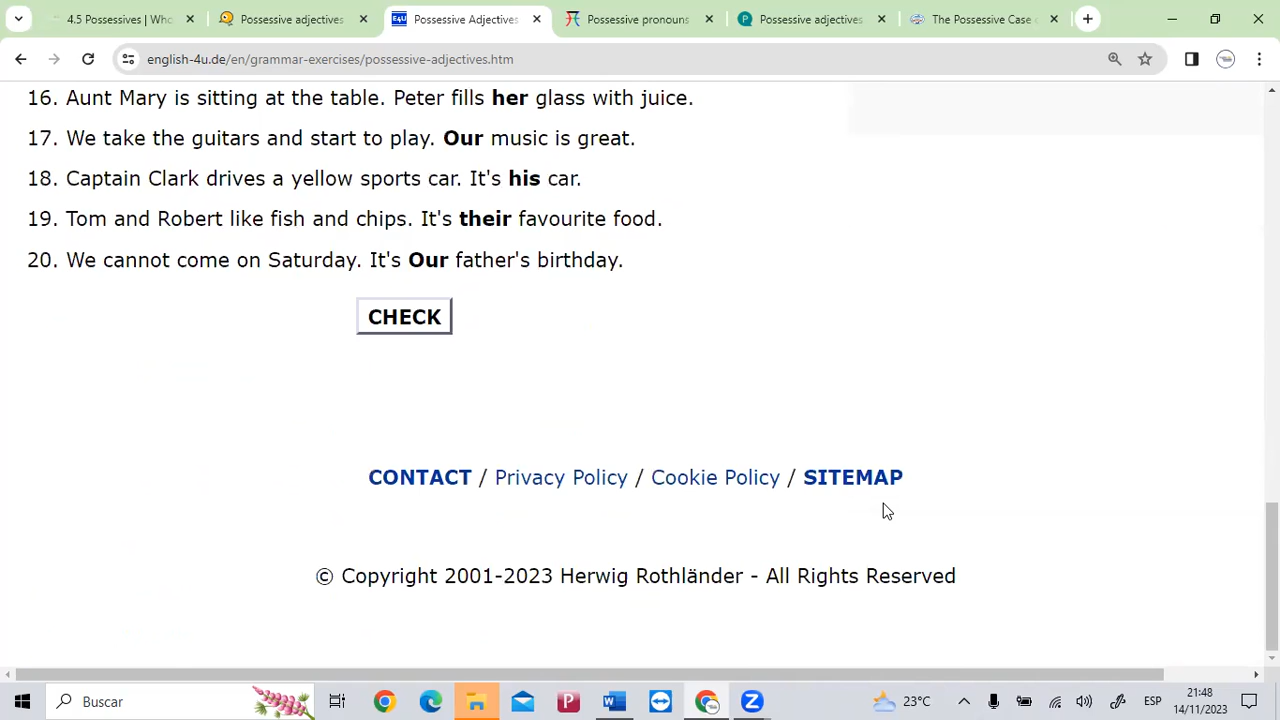 4.5 Possessives | Who
Possessive adjectives
E4U Possessive Adjectives
Possessive pronouns
Possessive adjectives
The Possessive Case
english-4u.de/en/grammar-exercises/possessive-adjectives.htm
16. Aunt Mary is sitting at the table. Peter fills her glass with juice.
17. We take the guitars and start to play. Our music is great.
18. Captain Clark drives a yellow sports car. It's his car.
19. Tom and Robert like fish and chips. It's their favourite food.
20. We cannot come on Saturday. It's Our father's birthday.
CHECK
CONTACT / Privacy Policy / Cookie Policy / SITEMAP
© Copyright 2001-2023 Herwig Rothländer - All Rights Reserved
Buscar
23°C
ESP
21:48
14/11/2023